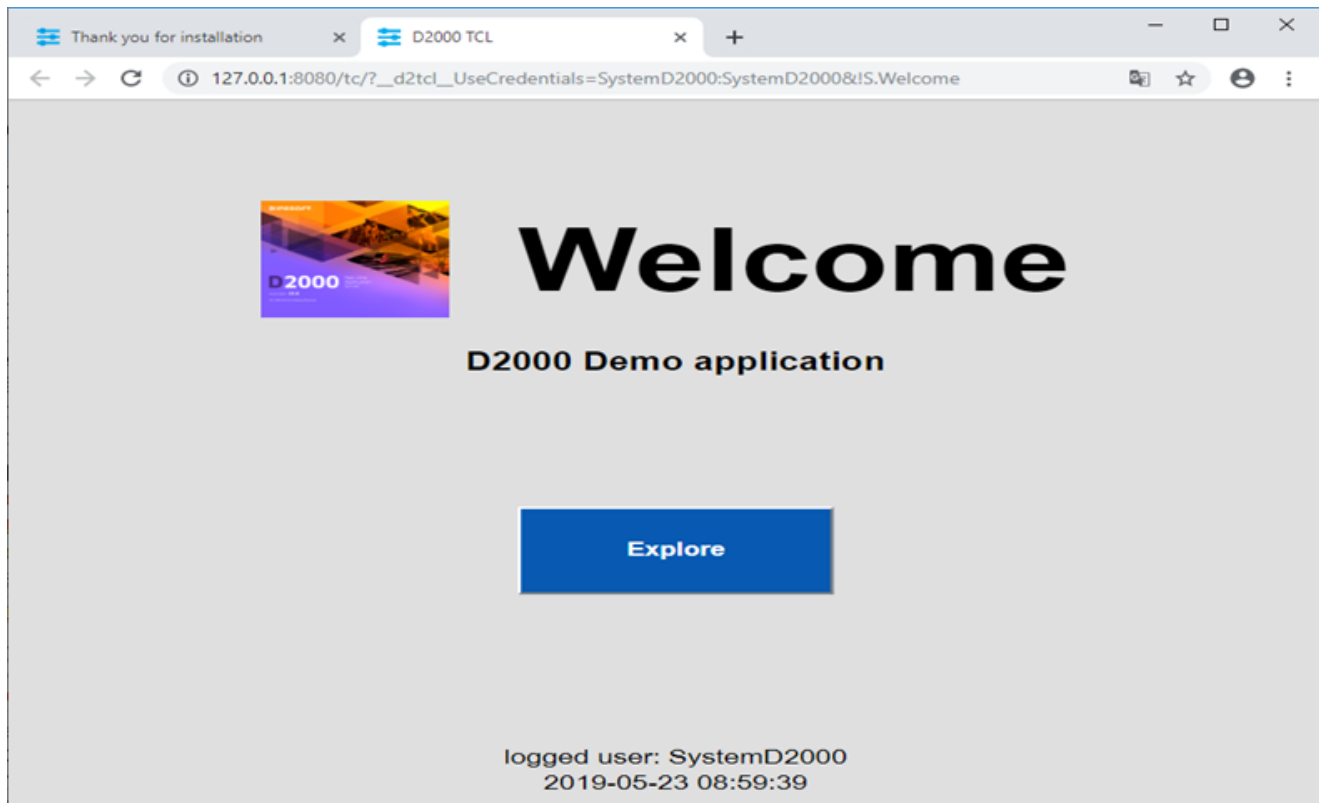 Thank you for installation
D2000 TCL
127.0.0.1:8080/tc/?__d2tcl__UseCredentials=SystemD2000:SystemD2000&!S.Welcome
D2000
Welcome
D2000 Demo application
Explore
logged user: SystemD2000
2019-05-23 08:59:39